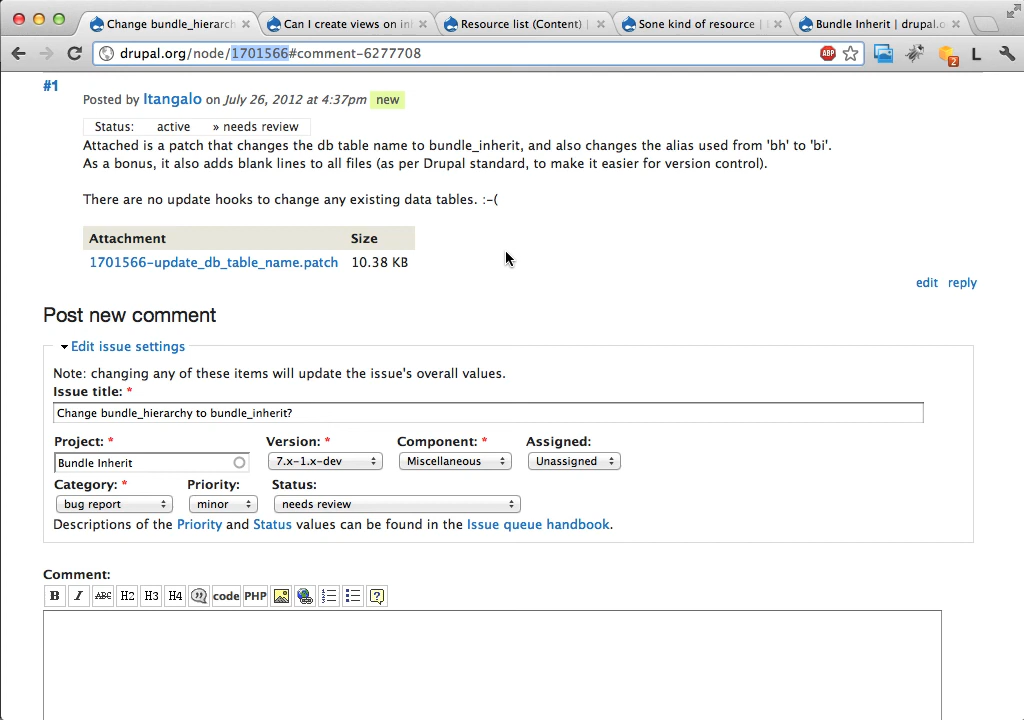 Change bundle_hierarch
Can I create views on inl
Resource list (Content) |
Sone kind of resource | L
Bundle Inherit | drupal.o
drupal.org/node/1701566#comment-6277708
ABP
2
L
#1
Posted by Itangalo on July 26, 2012 at 4:37pm new
Status: active » needs review
Attached is a patch that changes the db table name to bundle_inherit, and also changes the alias used from 'bh' to 'bi'.
As a bonus, it also adds blank lines to all files (as per Drupal standard, to make it easier for version control).
There are no update hooks to change any existing data tables. :-(
Attachment Size
1701566-update_db_table_name.patch 10.38 KB
edit reply
Post new comment
Edit issue settings
Note: changing any of these items will update the issue's overall values.
Issue title: *
Change bundle_hierarchy to bundle_inherit?
Project: * Version: * Component: * Assigned:
Bundle Inherit 7.x-1.x-dev Miscellaneous Unassigned
Category: * Priority: Status:
bug report minor needs review
Descriptions of the Priority and Status values can be found in the Issue queue handbook.
Comment:
B I ABC H2 H3 H4 code PHP ?